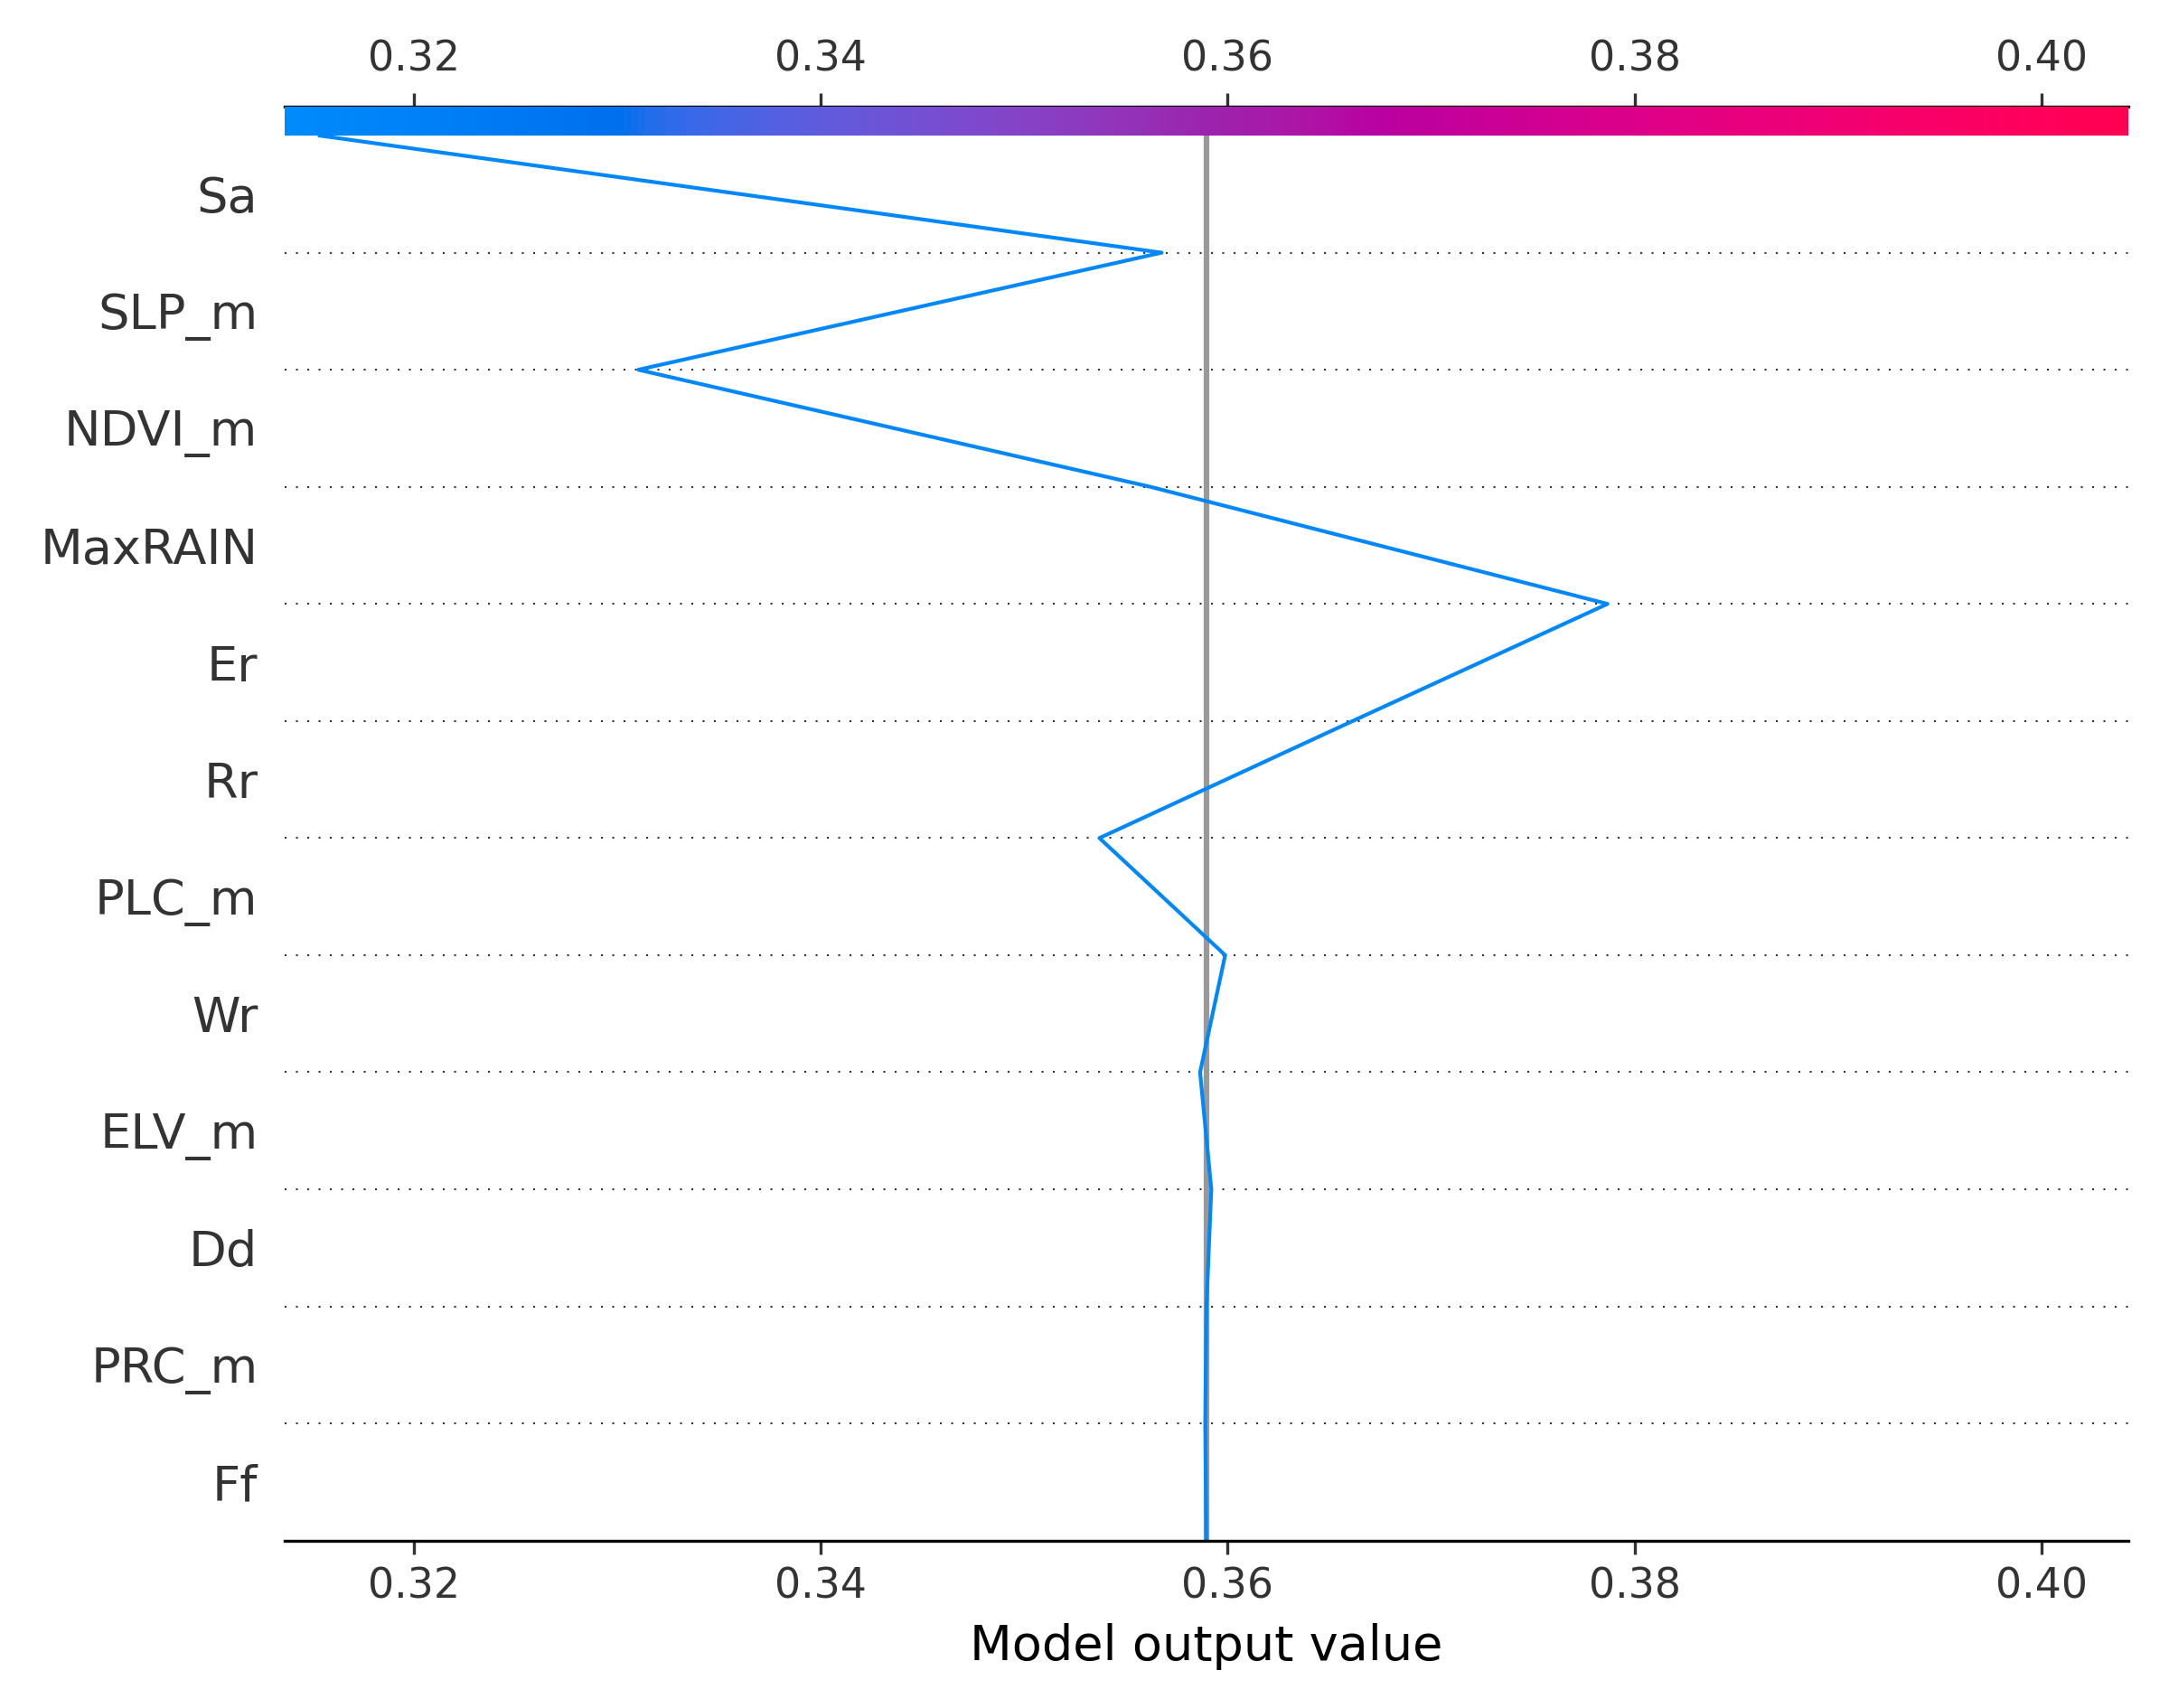 0.32 0.34 0.36 0.38 0.40
Sa
SLP_m
NDVI_m
MaxRAIN
Er
Rr
PLC_m
Wr
ELV_m
Dd
PRC_m
Ff
0.32 0.34 0.36 0.38 0.40
Model output value